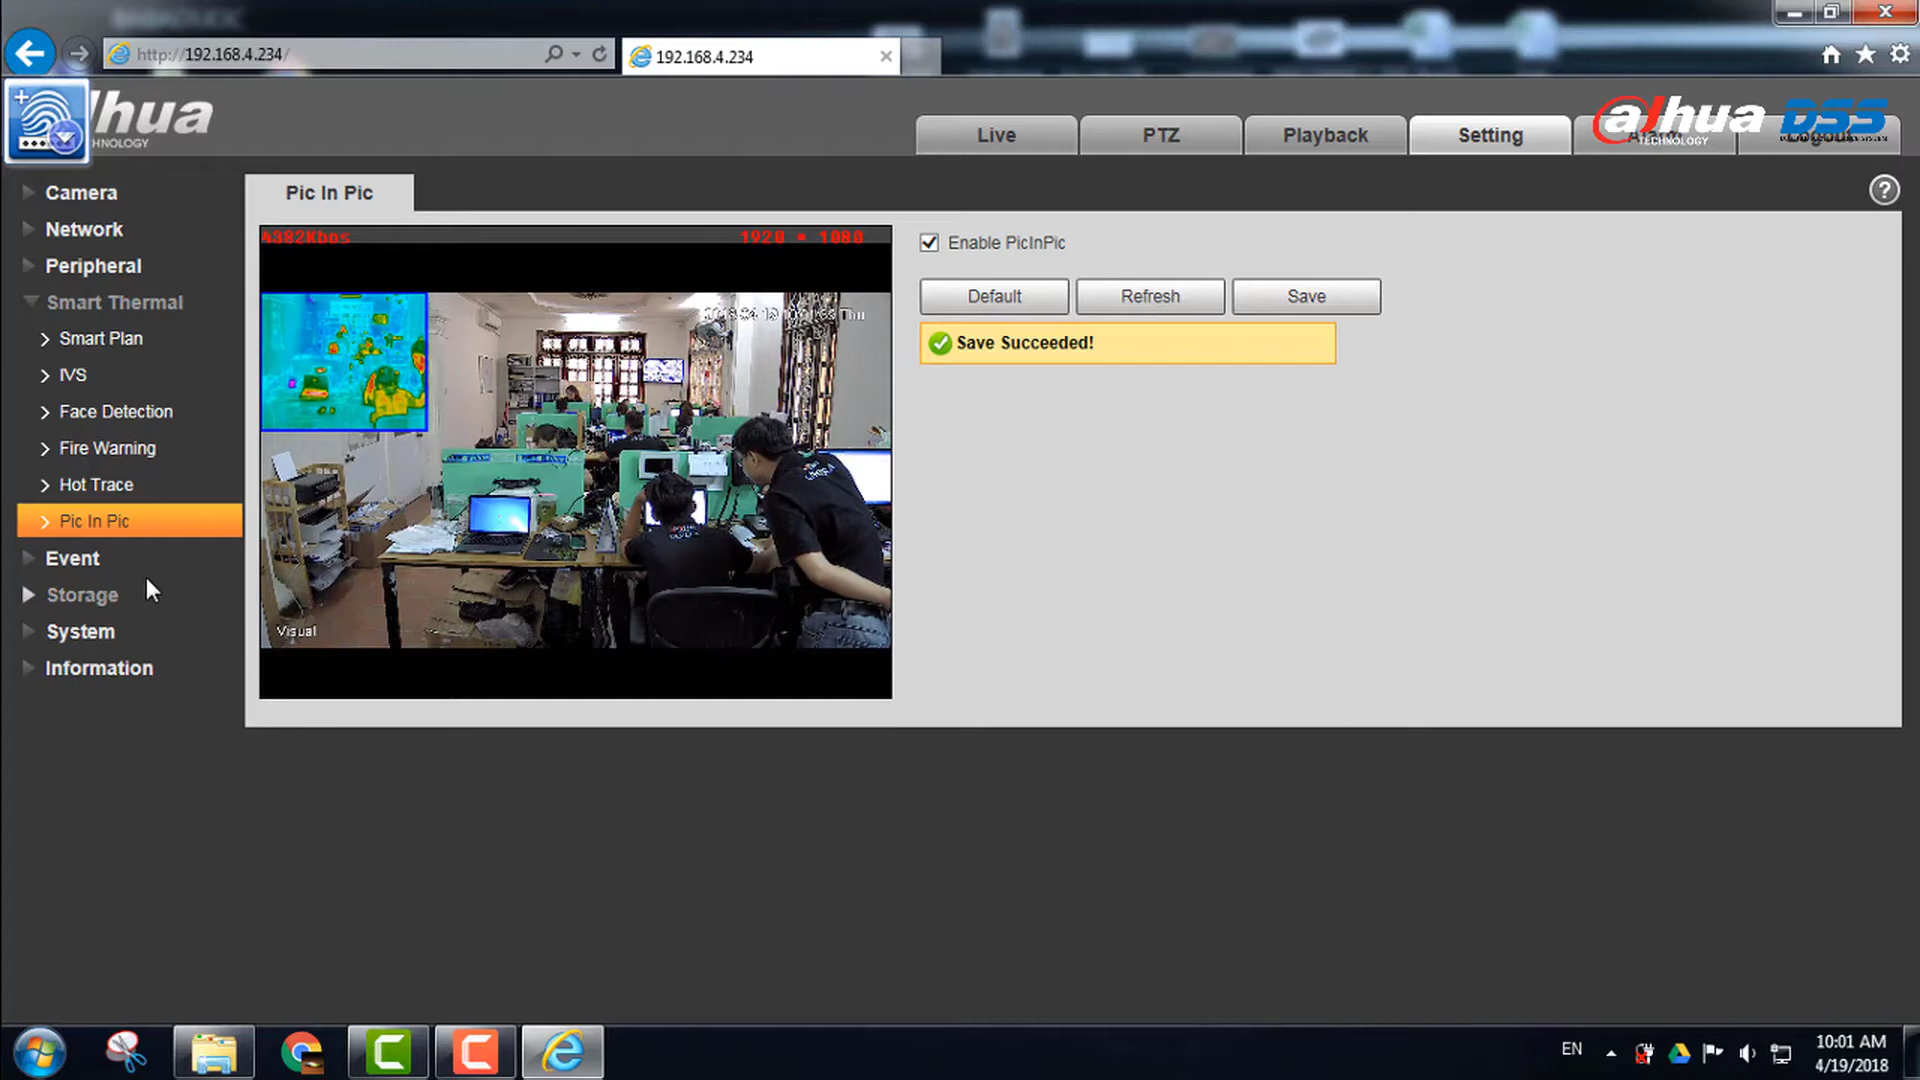 http://192.168.4.234/
192.168.4.234
alhua
TECHNOLOGY
DSS
hua
HNOLOGY
Live
PTZ
Playback
Setting
Camera
Network
Peripheral
Smart Thermal
Smart Plan
IVS
Face Detection
Fire Warning
Hot Trace
Pic In Pic
Event
Storage
System
Information
Pic In Pic
4382Kbps
1920 * 1080
Visual
Enable PicInPic
Default
Refresh
Save
Save Succeeded!
EN
10:01 AM
4/19/2018